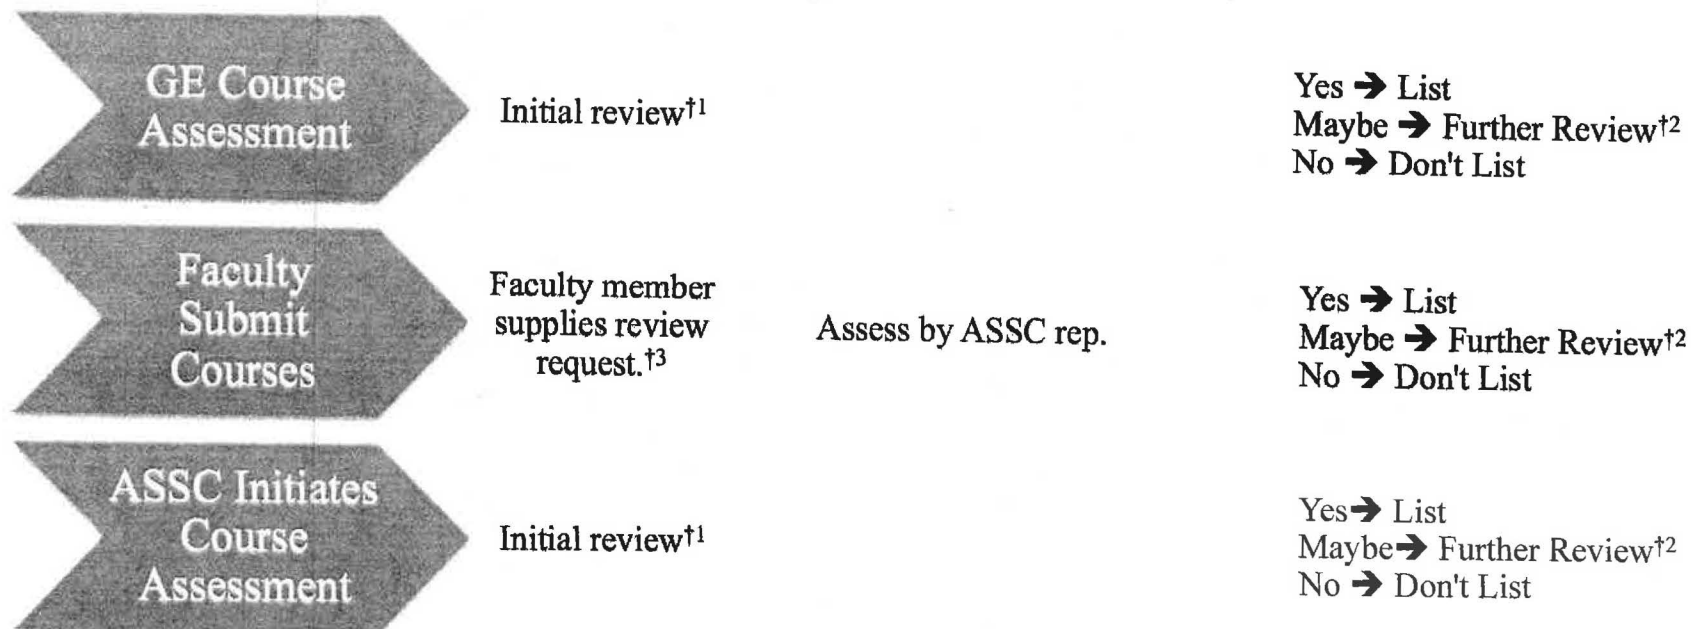 GE Course
Assessment
Initial review†1
Yes ➔ List
Maybe ➔ Further Review†2
No ➔ Don't List
Faculty
Submit
Courses
Faculty member
supplies review
request.†3
Assess by ASSC rep.
Yes ➔ List
Maybe ➔ Further Review†2
No ➔ Don't List
ASSC Initiates
Course
Assessment
Initial review†1
Yes➔ List
Maybe➔ Further Review†2
No ➔ Don't List